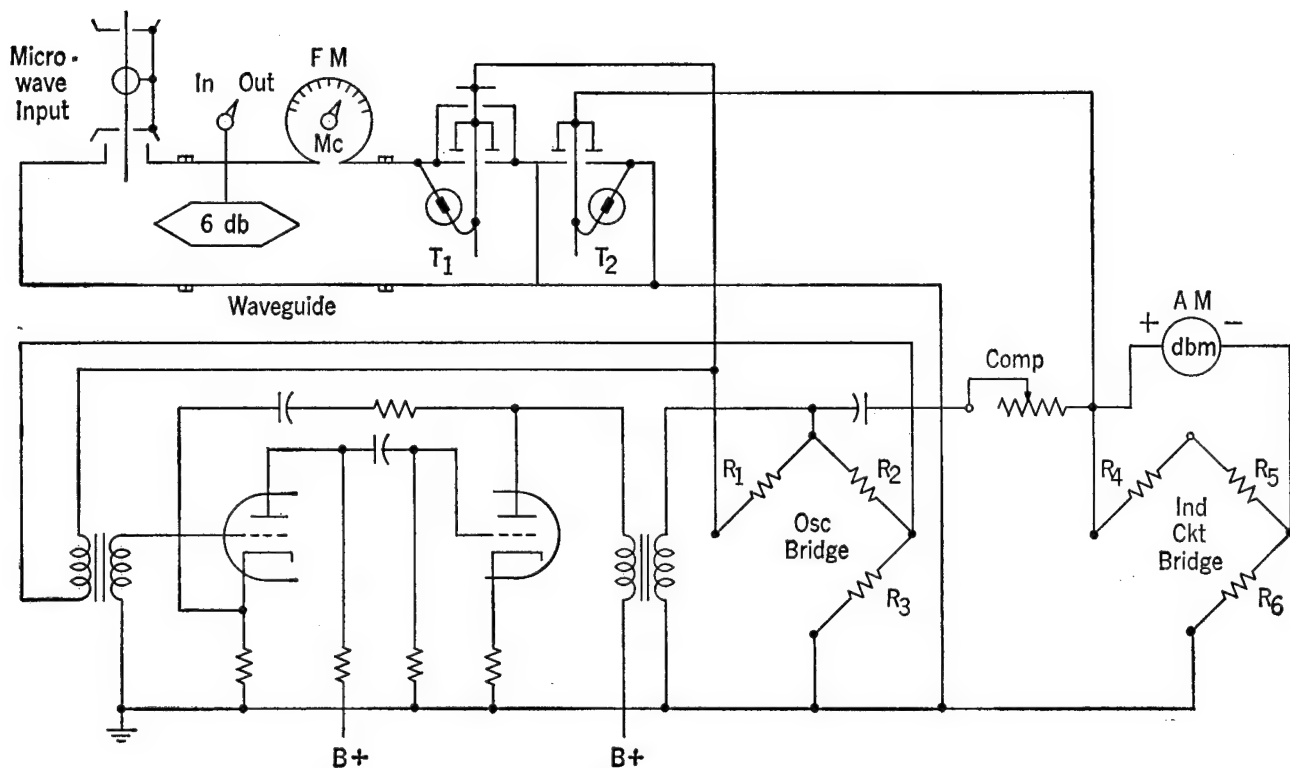 Micro-
wave
Input
In Out
F M
Mc
6 db
T1
T2
Waveguide
A M
+ −
dbm
Comp
R1
R2
R3
Osc
Bridge
R4
R5
R6
Ind
Ckt
Bridge
B+
B+